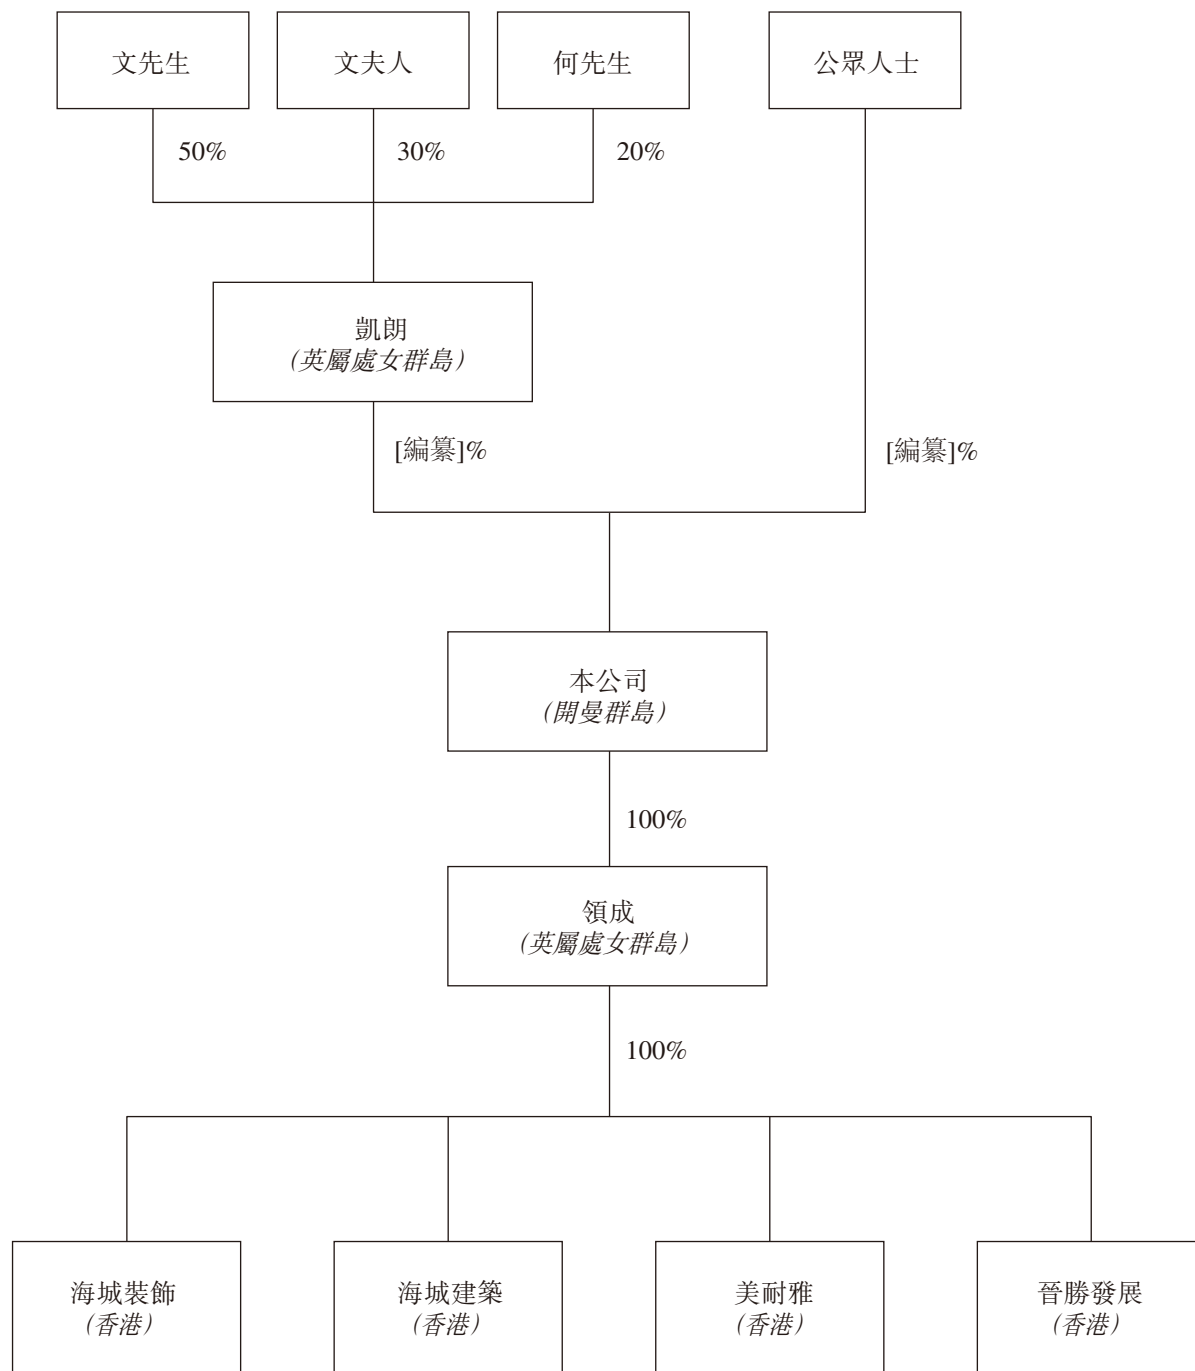 文先生
文夫人
何先生
公眾人士
50%
30%
20%
凱朗
(英屬處女群島)
[編纂]%
[編纂]%
本公司
(開曼群島)
100%
領成
(英屬處女群島)
100%
海城裝飾
(香港)
海城建築
(香港)
美耐雅
(香港)
晉勝發展
(香港)